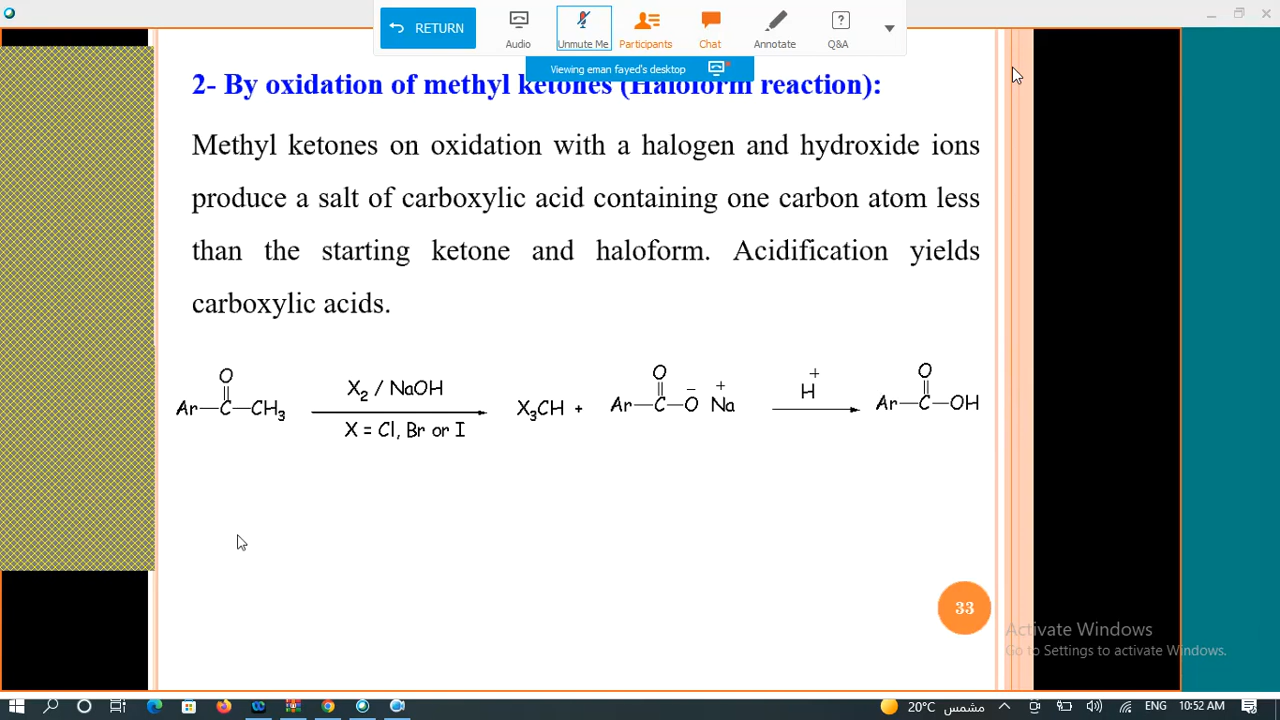 RETURN
Audio
Unmute Me
Participants
Chat
Annotate
Q&A
Viewing eman fayed's desktop
2- By oxidation of methyl ketones (Haloform reaction):
Methyl ketones on oxidation with a halogen and hydroxide ions
produce a salt of carboxylic acid containing one carbon atom less
than the starting ketone and haloform. Acidification yields
carboxylic acids.
O
Ar—C—CH₃
X₂ / NaOH
X = Cl, Br or I
X₃CH +
O
Ar—C—O⁻ Na⁺
H⁺
O
Ar—C—OH
33
Activate Windows
Go to Settings to activate Windows.
20°C مشمس
ENG
10:52 AM